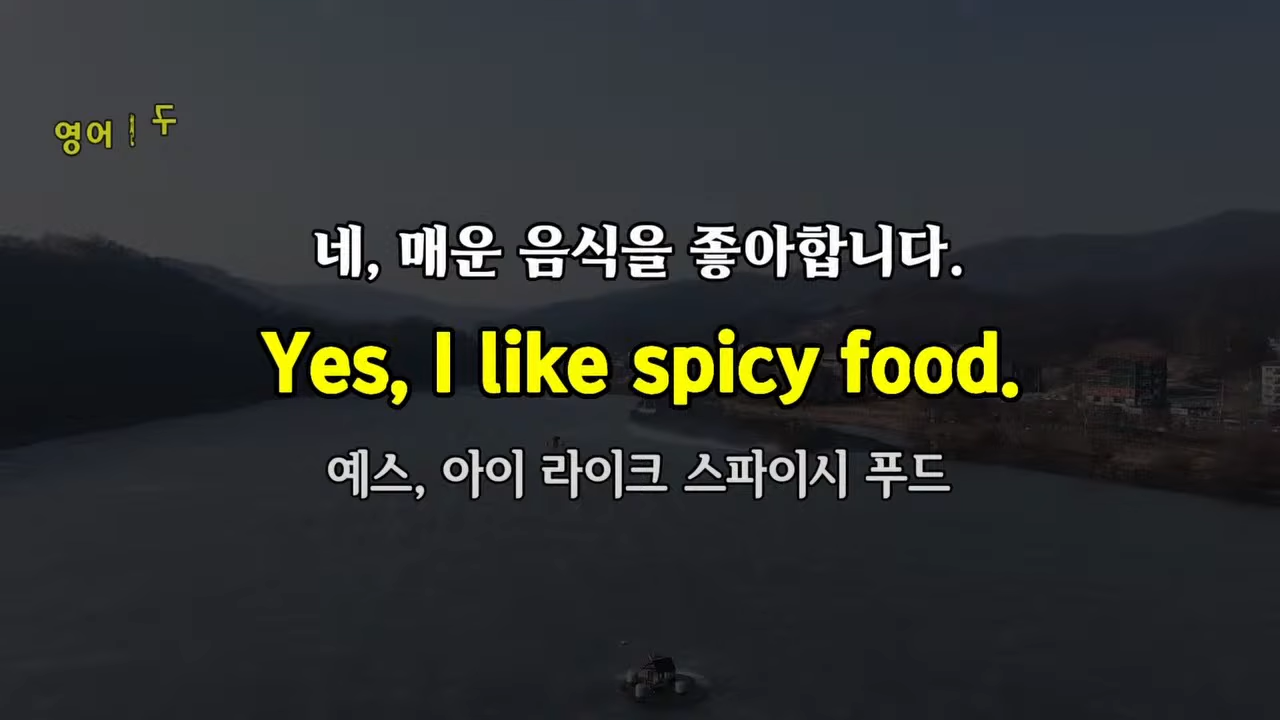 영어
두
네, 매운 음식을 좋아합니다.
Yes, I like spicy food.
예스, 아이 라이크 스파이시 푸드